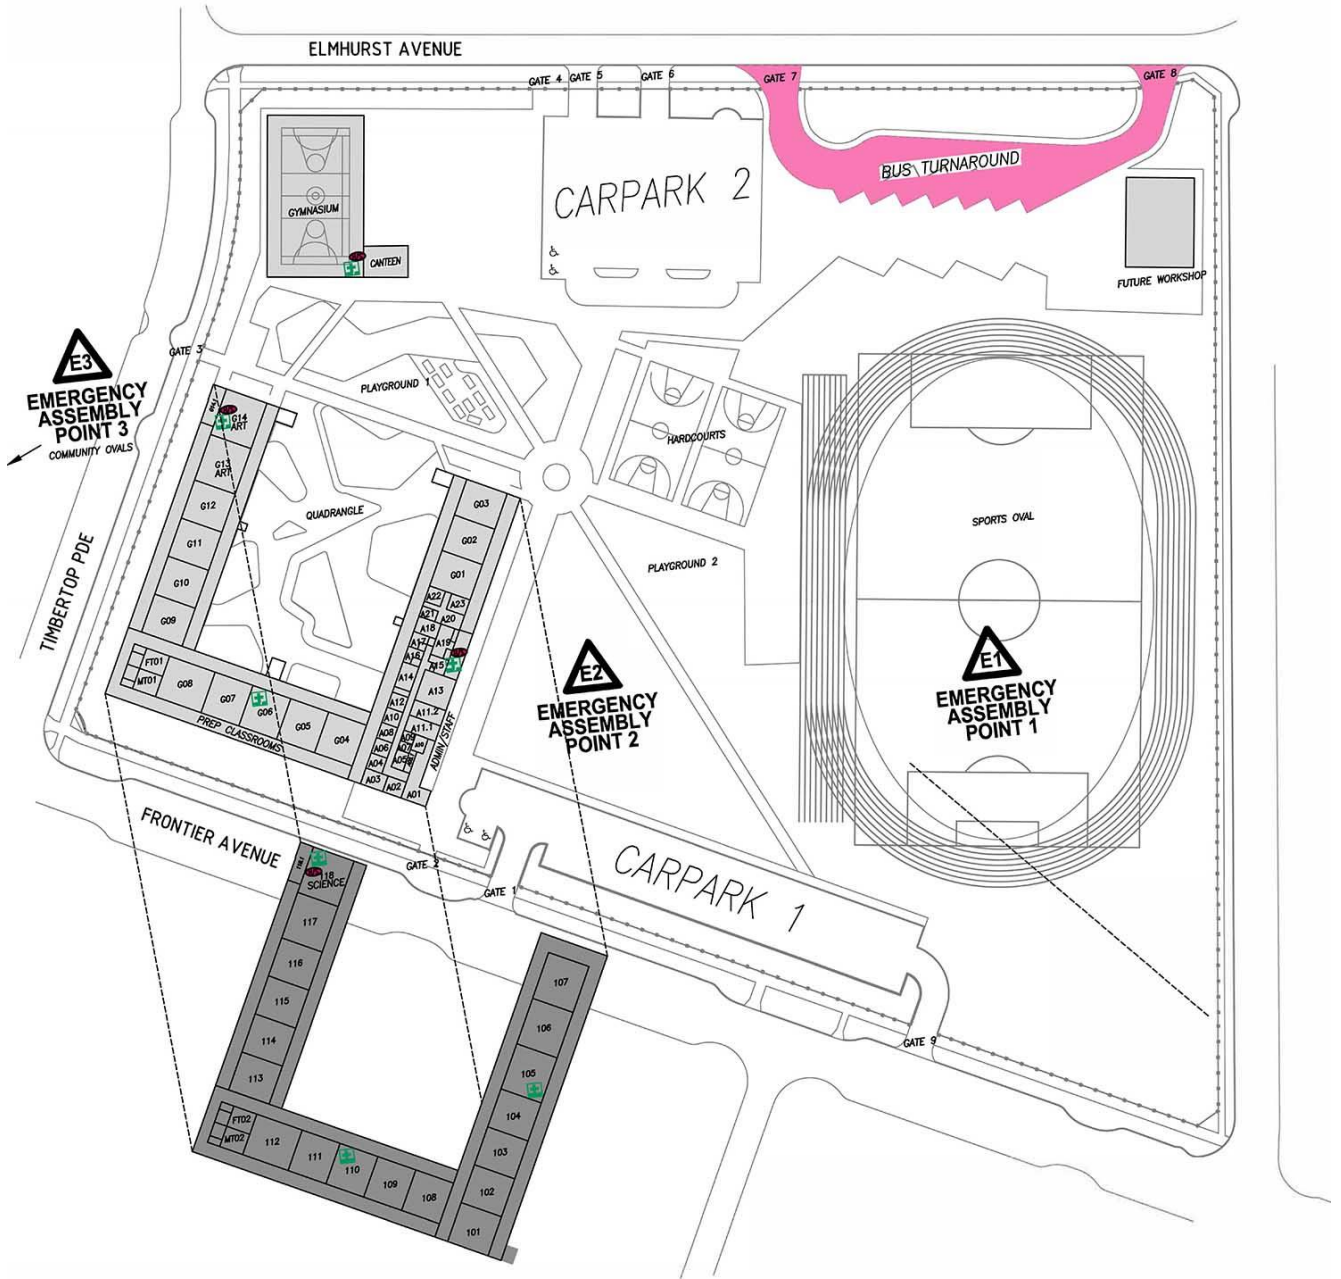 ELMHURST AVENUE
GATE 4
GATE 5
GATE 6
GATE 7
GATE 8
BUS TURNAROUND
CARPARK 2
GYMNASIUM
CANTEEN
FUTURE WORKSHOP
GATE 3
E3
EMERGENCY
ASSEMBLY
POINT 3
COMMUNITY OVALS
PLAYGROUND 1
HARDCOURTS
SPORTS OVAL
G14
ART
G13
ART
G12
G11
G10
G09
QUADRANGLE
G03
G02
G01
PLAYGROUND 2
TIMBERTOP PDE
A22
A23
A21
A20
A18
A17
A19
A16
A15
A14
A13
A12
A11.2
A10
A11.1
A08
A09
A07
A06
A05
A04
A03
A02
A01
ADMIN/STAFF
FT01
MT01
G08
G07
G06
G05
G04
PREP CLASSROOMS
E2
EMERGENCY
ASSEMBLY
POINT 2
E1
EMERGENCY
ASSEMBLY
POINT 1
FRONTIER AVENUE
GATE 2
GATE 1
CARPARK 1
GATE 9
118
SCIENCE
117
116
115
114
113
FT02
MT02
112
111
110
109
108
107
106
105
104
103
102
101